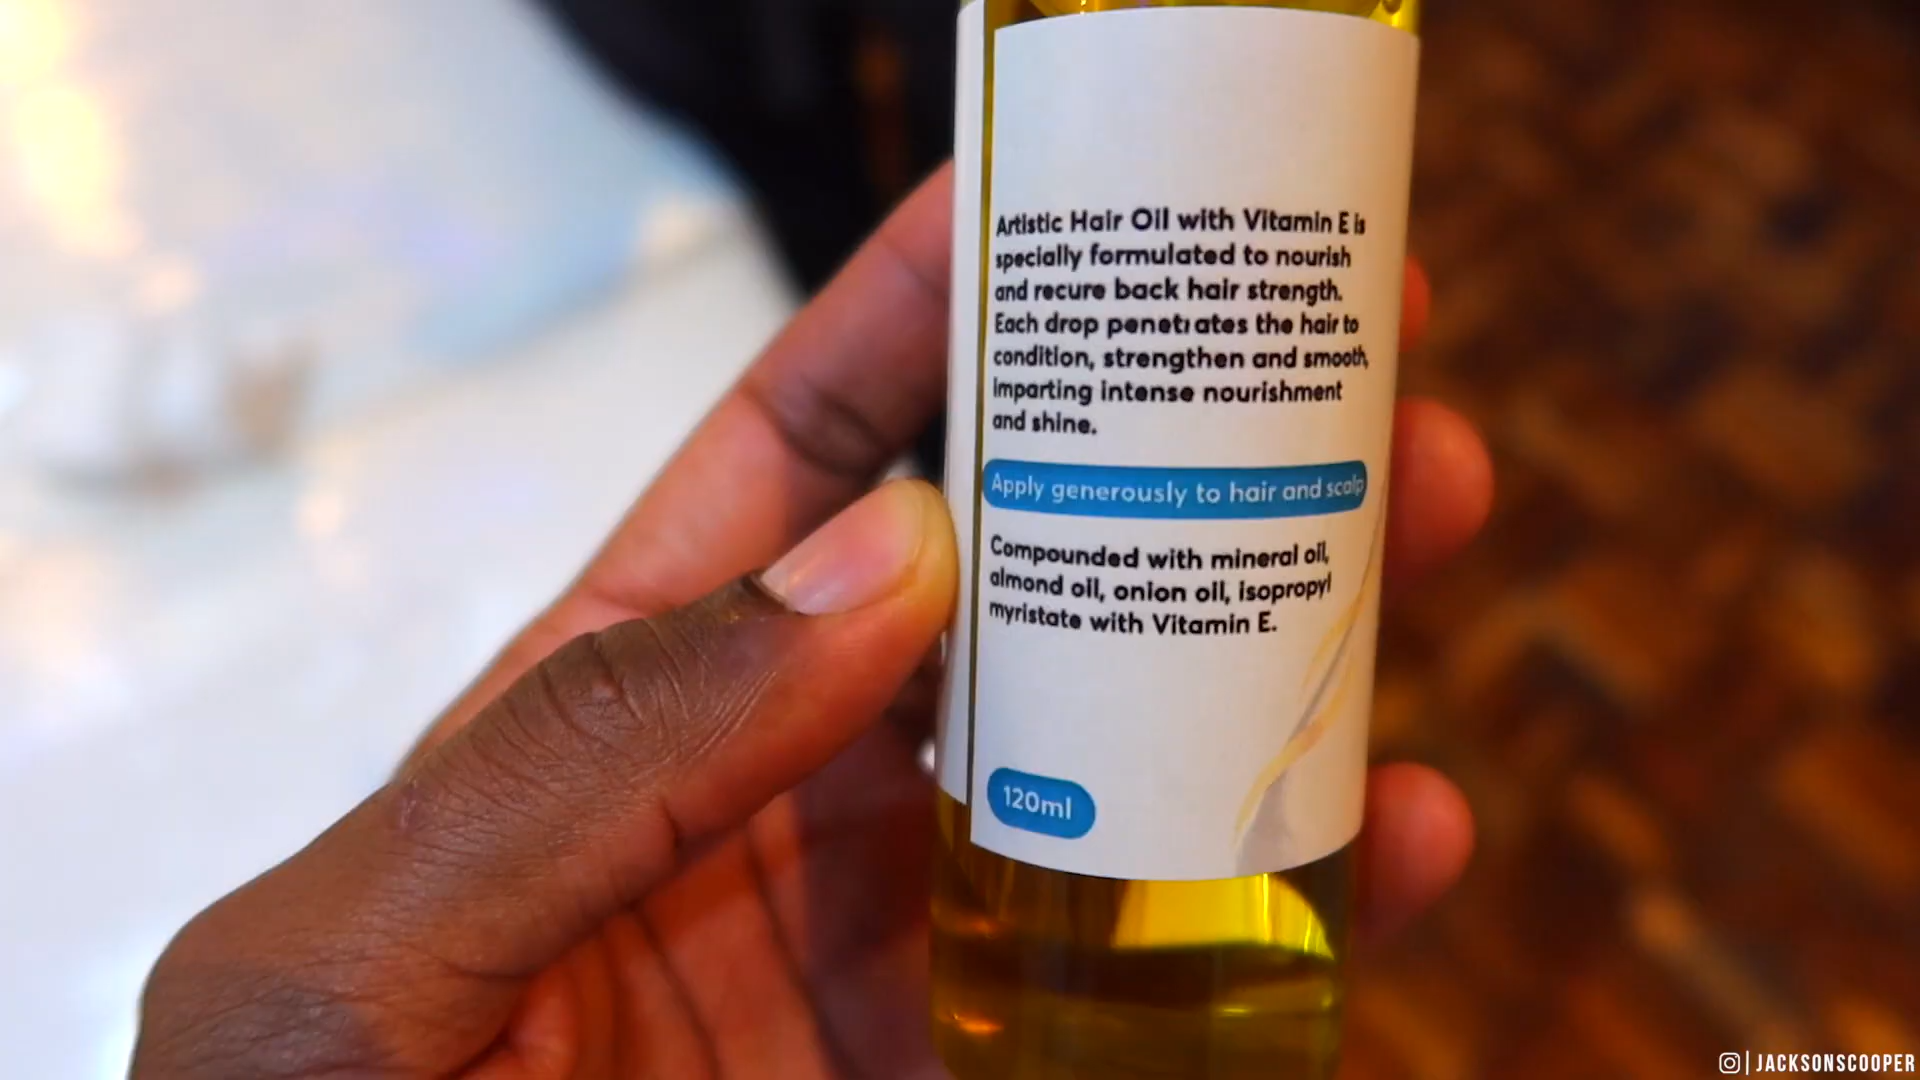 Artistic Hair Oil with Vitamin E is
specially formulated to nourish
and recure back hair strength.
Each drop penetrates the hair to
condition, strengthen and smooth,
imparting intense nourishment
and shine.
Apply generously to hair and scalp
Compounded with mineral oil,
almond oil, onion oil, isopropyl
myristate with Vitamin E.
120ml
| JACKSONSCOOPER